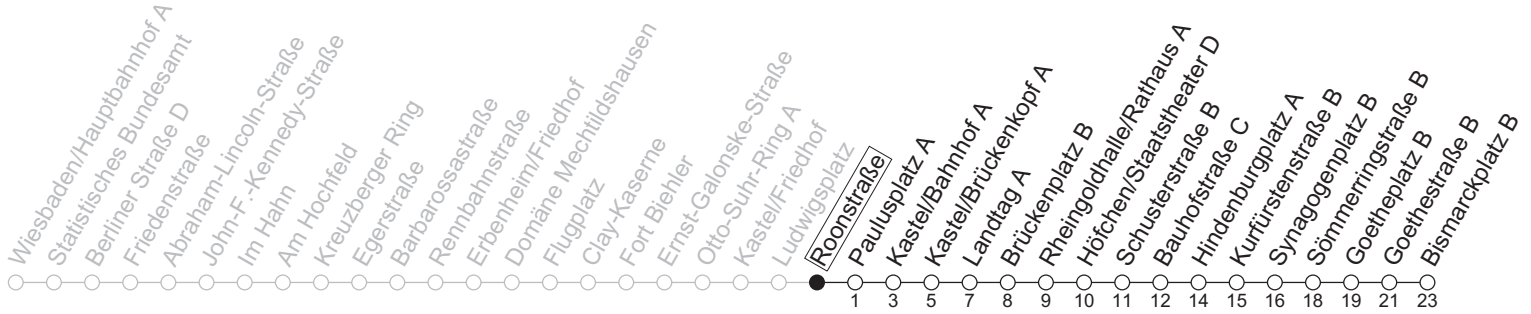 Wiesbaden/Hauptbahnhof A
Statistisches Bundesamt
Berliner Straße D
Friedenstraße
Abraham-Lincoln-Straße
John-F.-Kennedy-Straße
Im Hahn
Am Hochfeld
Kreuzberger Ring
Egerstraße
Barbarossastraße
Rennbahnstraße
Erbenheim/Friedhof
Domäne Mechtildshausen
Flugplatz
Clay-Kaserne
Fort Biehler
Ernst-Galonske-Straße
Otto-Suhr-Ring A
Kastel/Friedhof
Ludwigsplatz
Roonstraße
Paulusplatz A
Kastel/Bahnhof A
Kastel/Brückenkopf A
Landtag A
Brückenplatz B
Rheingoldhalle/Rathaus A
Höfchen/Staatstheater D
Schusterstraße B
Bauhofstraße C
Hindenburgplatz A
Kurfürstenstraße B
Synagogenplatz B
Sömmerringstraße B
Goetheplatz B
Goethestraße B
Bismarckplatz B
1 3 5 7 8 9 10 11 12 14 15 16 18 19 21 23